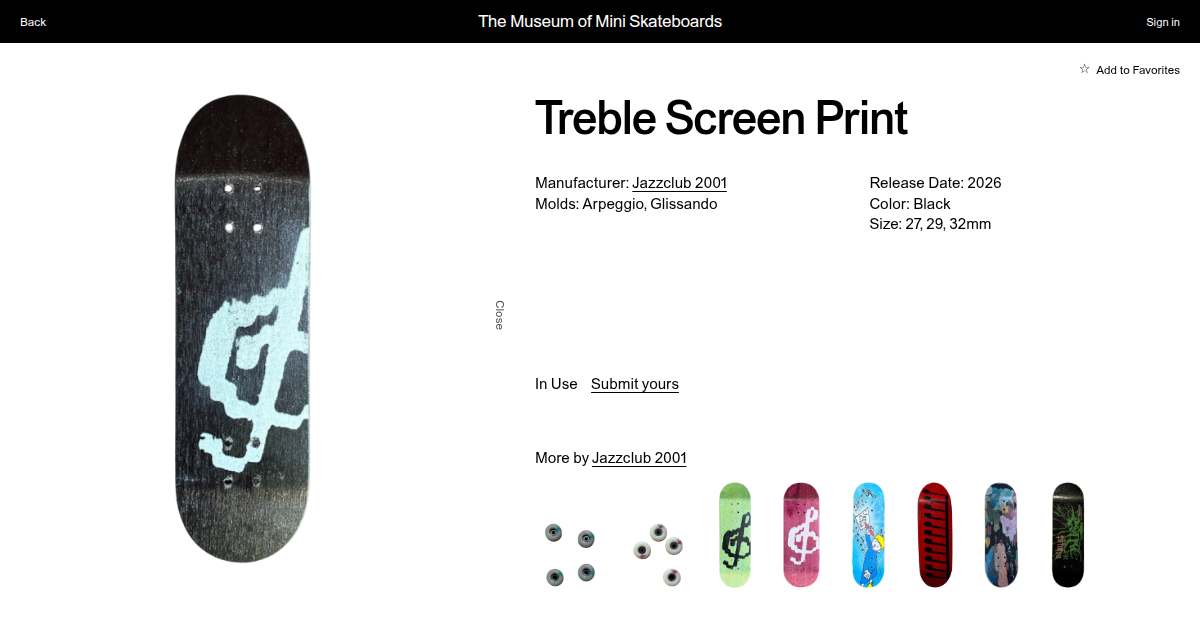 Back
The Museum of Mini Skateboards
Sign in
☆ Add to Favorites
Treble Screen Print
Manufacturer: Jazzclub 2001
Molds: Arpeggio, Glissando
Release Date: 2026
Color: Black
Size: 27, 29, 32mm
Close
In Use Submit yours
More by Jazzclub 2001